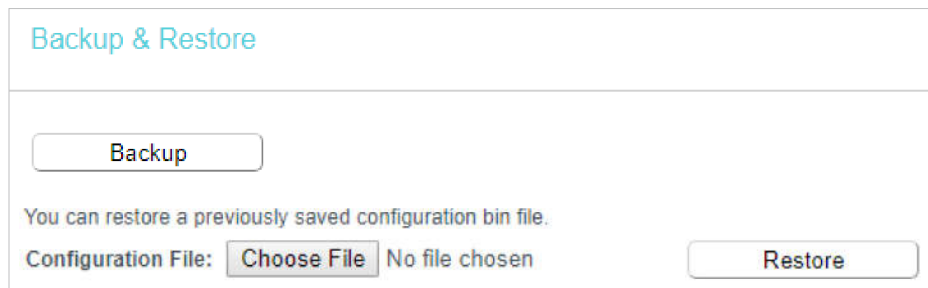 Backup & Restore
Backup
You can restore a previously saved configuration bin file.
Configuration File: Choose File No file chosen Restore